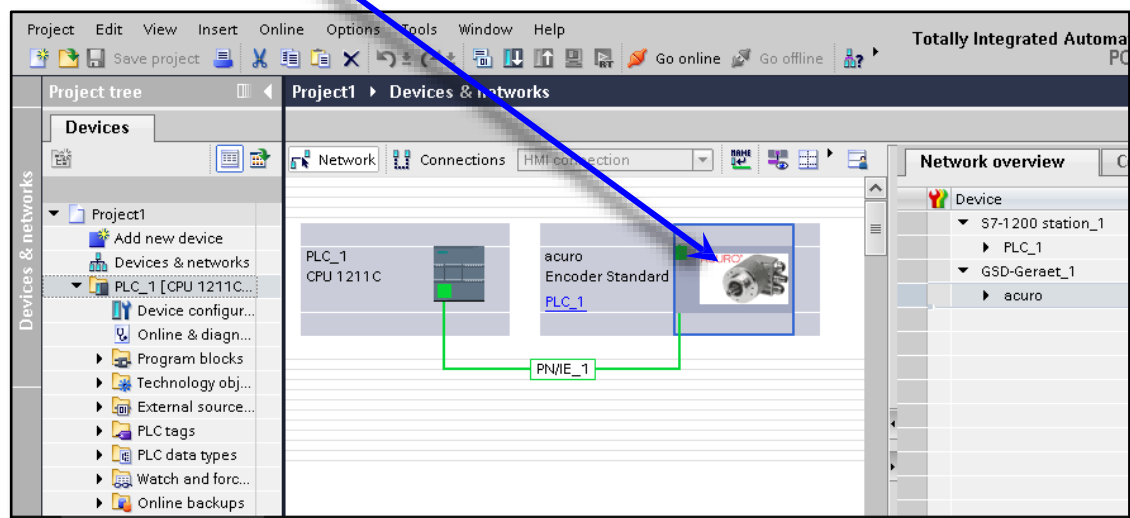 Project Edit View Insert Online Options Tools Window Help
Save project Go online Go offline
Totally Integrated Automa
PO
Project tree
Project1 Devices & networks
Devices
Network Connections HMI connection
Network overview C
Devices & networks
Project1
Add new device
Devices & networks
PLC_1 [CPU 1211C...
Device configur...
Online & diagn...
Program blocks
Technology obj...
External source...
PLC tags
PLC data types
Watch and forc...
Online backups
PLC_1
CPU 1211C
acuro
Encoder Standard
PLC_1
PN/IE_1
Device
S7-1200 station_1
PLC_1
GSD-Geraet_1
acuro